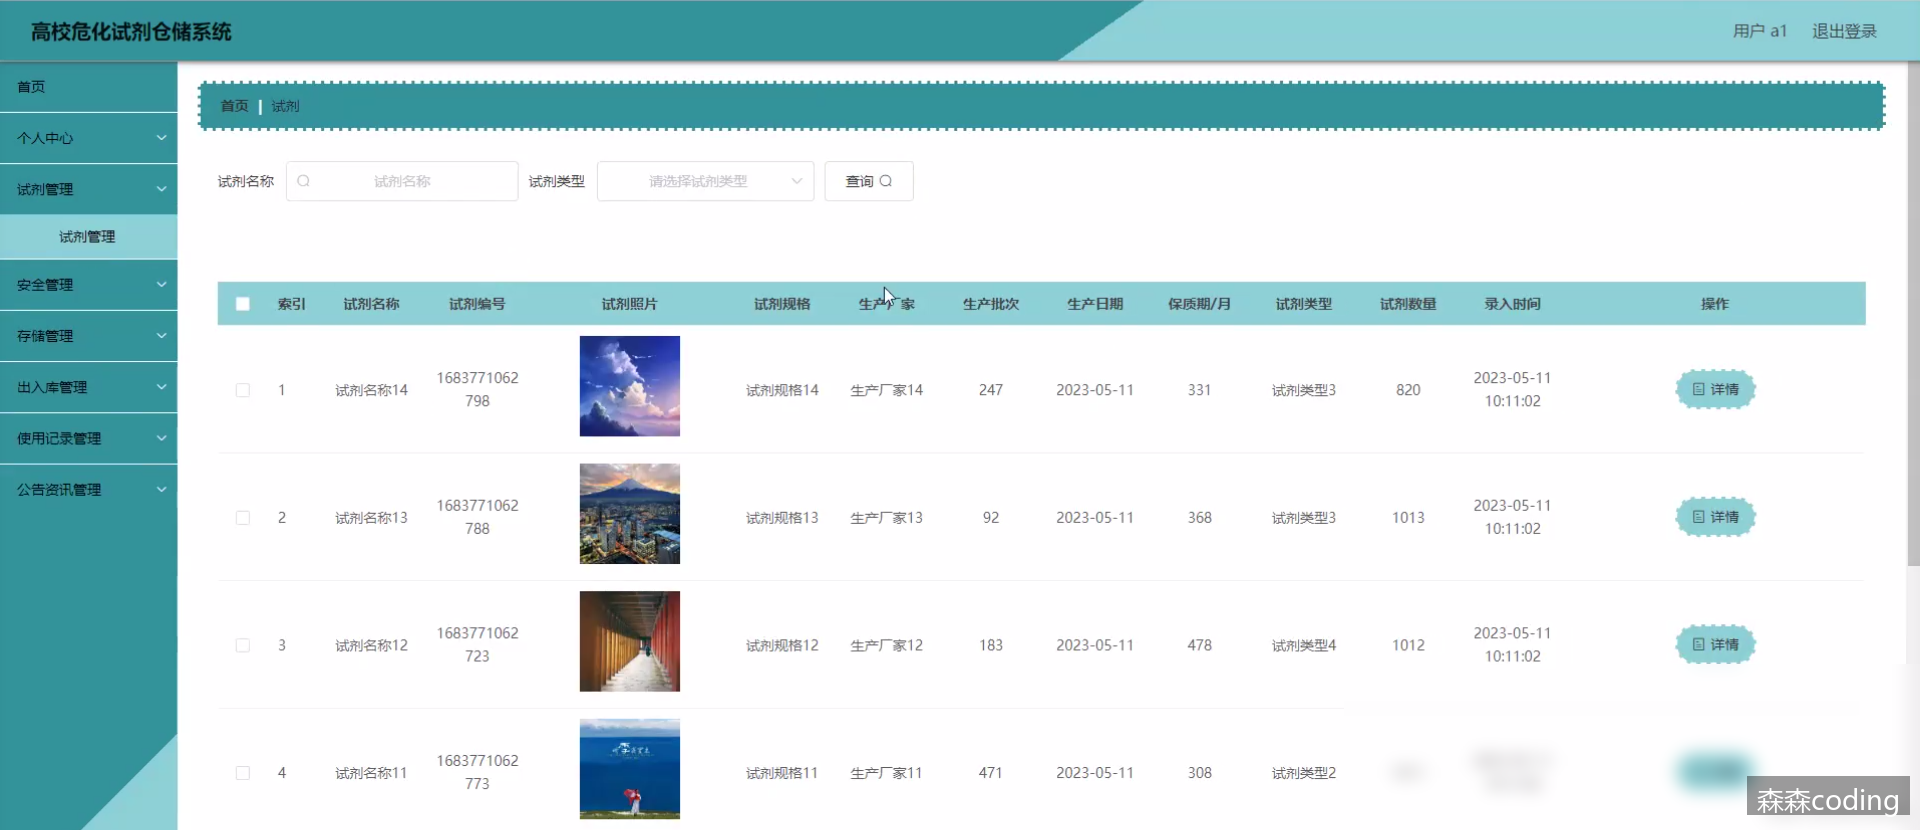 高校危化试剂仓储系统
用户 a1 退出登录
首页
个人中心
试剂管理
试剂管理
安全管理
存储管理
出入库管理
使用记录管理
公告资讯管理
首页 | 试剂
试剂名称 试剂名称 试剂类型 请选择试剂类型 查询
索引 试剂名称 试剂编号 试剂照片 试剂规格 生产厂家 生产批次 生产日期 保质期/月 试剂类型 试剂数量 录入时间 操作
1 试剂名称14 1683771062798 试剂规格14 生产厂家14 247 2023-05-11 331 试剂类型3 820 2023-05-11 10:11:02 详情
2 试剂名称13 1683771062788 试剂规格13 生产厂家13 92 2023-05-11 368 试剂类型3 1013 2023-05-11 10:11:02 详情
3 试剂名称12 1683771062723 试剂规格12 生产厂家12 183 2023-05-11 478 试剂类型4 1012 2023-05-11 10:11:02 详情
4 试剂名称11 1683771062773 试剂规格11 生产厂家11 471 2023-05-11 308 试剂类型2
森森coding